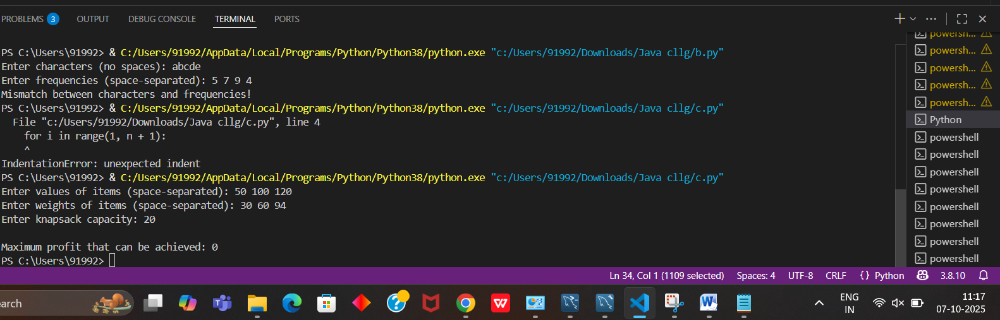 PROBLEMS 3 OUTPUT DEBUG CONSOLE TERMINAL PORTS
PS C:\Users\91992> & C:/Users/91992/AppData/Local/Programs/Python/Python38/python.exe "c:/Users/91992/Downloads/Java cllg/b.py"
Enter characters (no spaces): abcde
Enter frequencies (space-separated): 5 7 9 4
Mismatch between characters and frequencies!
PS C:\Users\91992> & C:/Users/91992/AppData/Local/Programs/Python/Python38/python.exe "c:/Users/91992/Downloads/Java cllg/c.py"
File "c:/Users/91992/Downloads/Java cllg/c.py", line 4
for i in range(1, n + 1):
^
IndentationError: unexpected indent
PS C:\Users\91992> & C:/Users/91992/AppData/Local/Programs/Python/Python38/python.exe "c:/Users/91992/Downloads/Java cllg/c.py"
Enter values of items (space-separated): 50 100 120
Enter weights of items (space-separated): 30 60 94
Enter knapsack capacity: 20
Maximum profit that can be achieved: 0
PS C:\Users\91992>
powersh...
powersh...
powersh...
powersh...
powersh...
Python
powershell
powershell
powershell
powershell
powershell
powershell
powershell
powershell
Ln 34, Col 1 (1109 selected) Spaces: 4 UTF-8 CRLF {} Python 3.8.10
earch
ENG
IN
11:17
07-10-2025